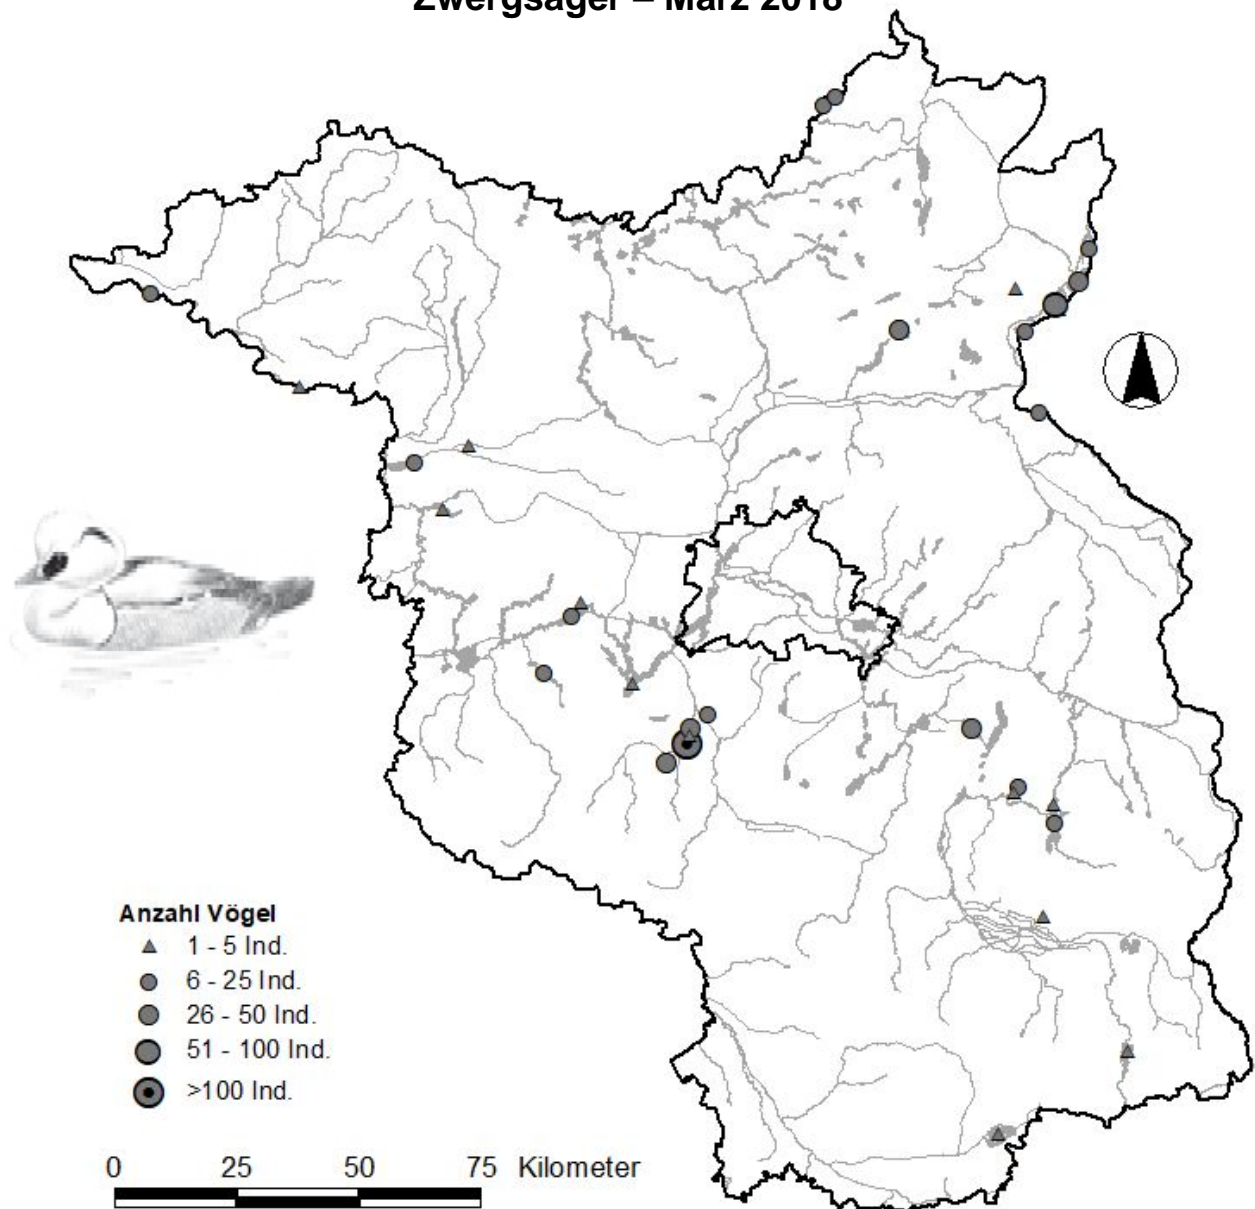 Zwergsäger – März 2018
Anzahl Vögel
1 - 5 Ind.
6 - 25 Ind.
26 - 50 Ind.
51 - 100 Ind.
>100 Ind.
0 25 50 75 Kilometer